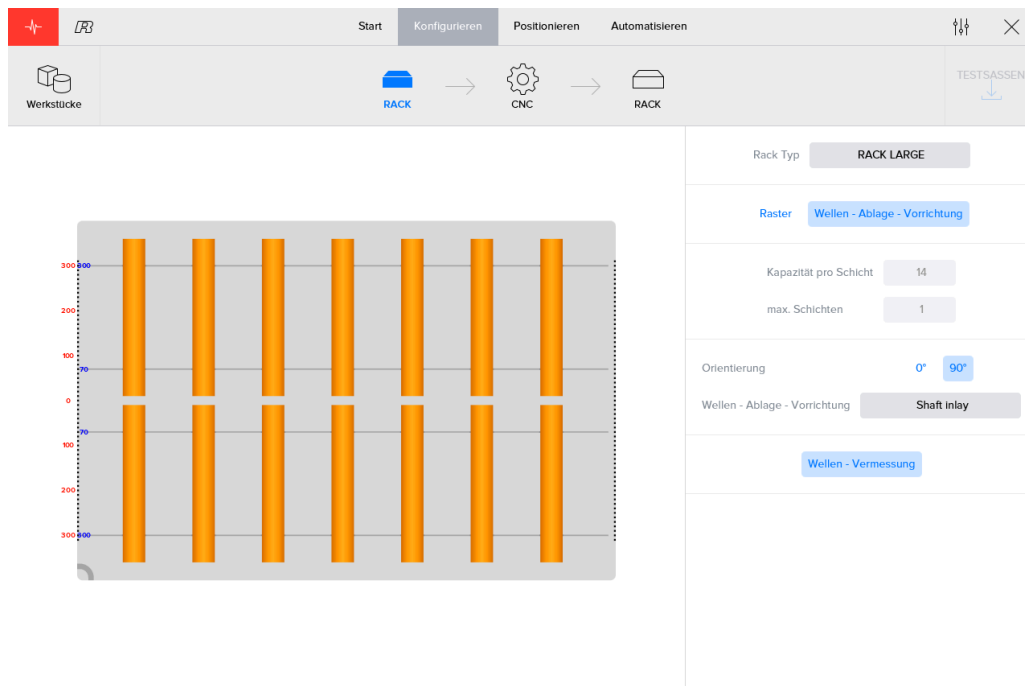 Start Konfigurieren Positionieren Automatisieren
Werkstücke RACK CNC RACK TESTSASSEN
Rack Typ RACK LARGE
Raster Wellen - Ablage - Vorrichtung
Kapazität pro Schicht 14
max. Schichten 1
Orientierung 0° 90°
Wellen - Ablage - Vorrichtung Shaft inlay
Wellen - Vermessung
300 300
200
100
70
0
70
100
200
300 300